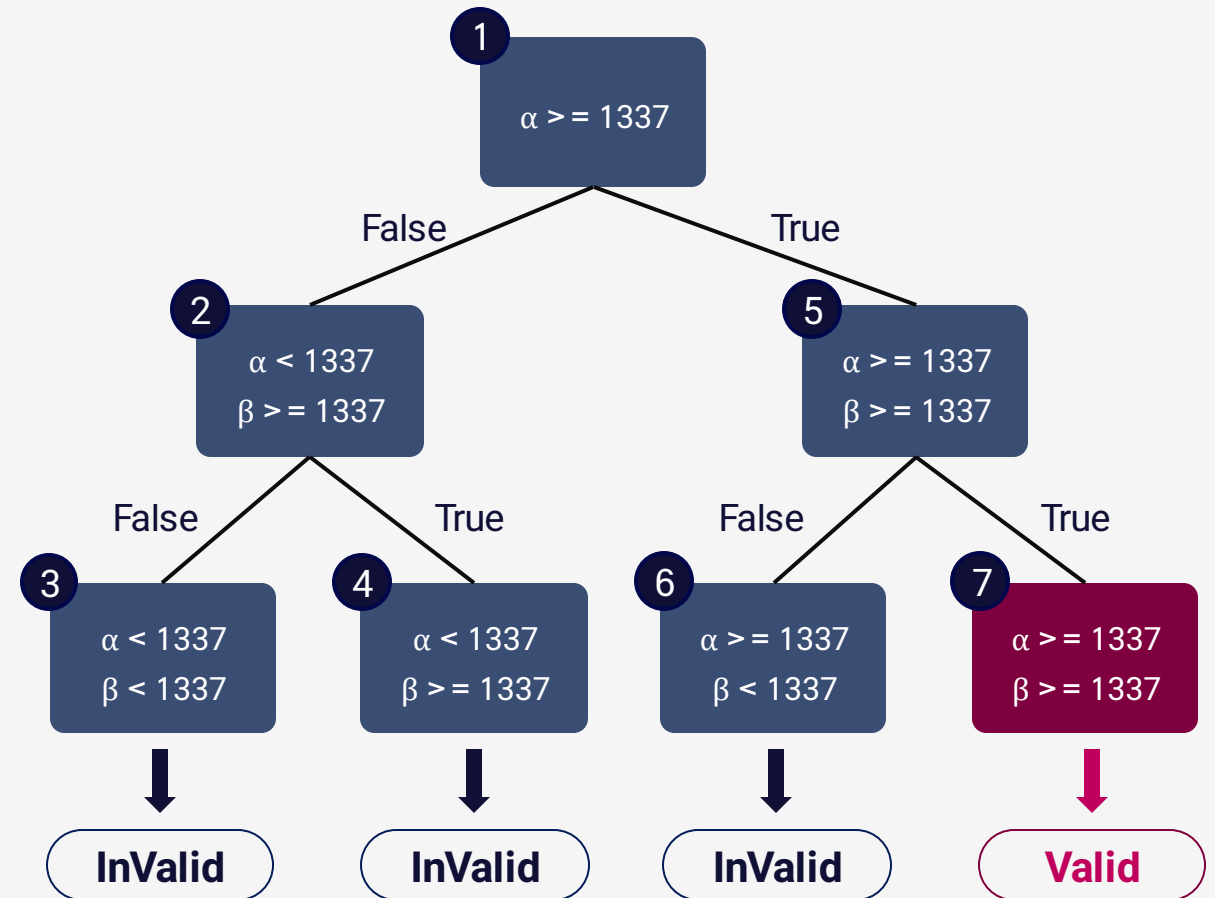 1
α >= 1337
False
True
2
α < 1337
β >= 1337
5
α >= 1337
β >= 1337
False
True
False
True
3
α < 1337
β < 1337
4
α < 1337
β >= 1337
6
α >= 1337
β < 1337
7
α >= 1337
β >= 1337
InValid
InValid
InValid
Valid